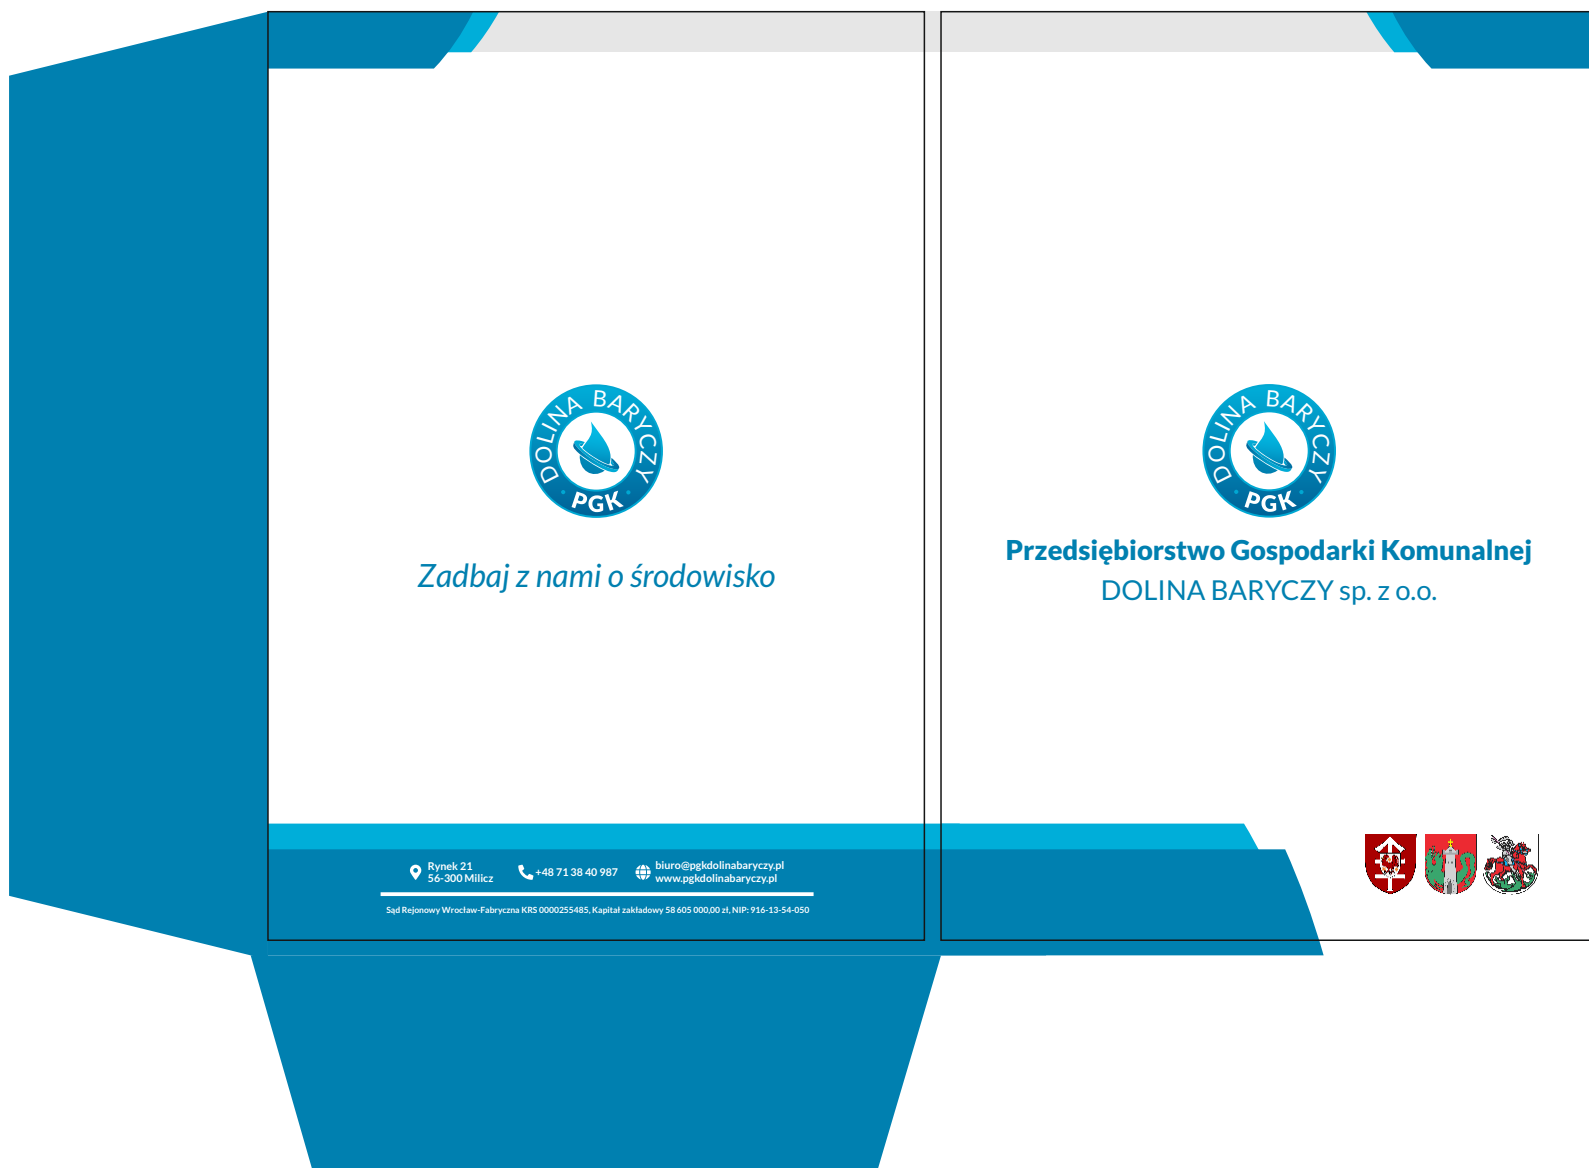 DOLINA BARYCZY
PGK
Zadbaj z nami o środowisko
Rynek 21
56-300 Milicz
+48 71 38 40 987
biuro@pgkdolinabaryczy.pl
www.pgkdolinabaryczy.pl
Sąd Rejonowy Wrocław-Fabryczna KRS 0000255485, Kapitał zakładowy 58 605 000,00 zł, NIP: 916-13-54-050
DOLINA BARYCZY
PGK
Przedsiębiorstwo Gospodarki Komunalnej
DOLINA BARYCZY sp. z o.o.